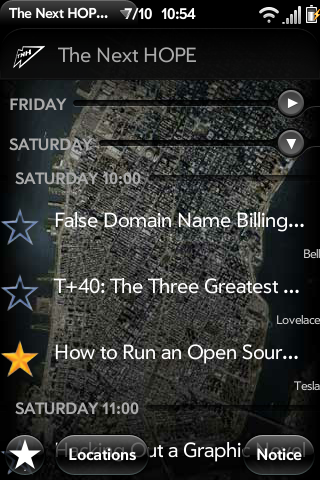 The Next HOP... 7/10 10:54
The Next HOPE
FRIDAY
SATURDAY
SATURDAY 10:00
False Domain Name Billing...
Bell
T+40: The Three Greatest ...
Lovelace
How to Run an Open Sour...
Tesla
SATURDAY 11:00
Hacking Out a Graphic Novel
Locations
Notice